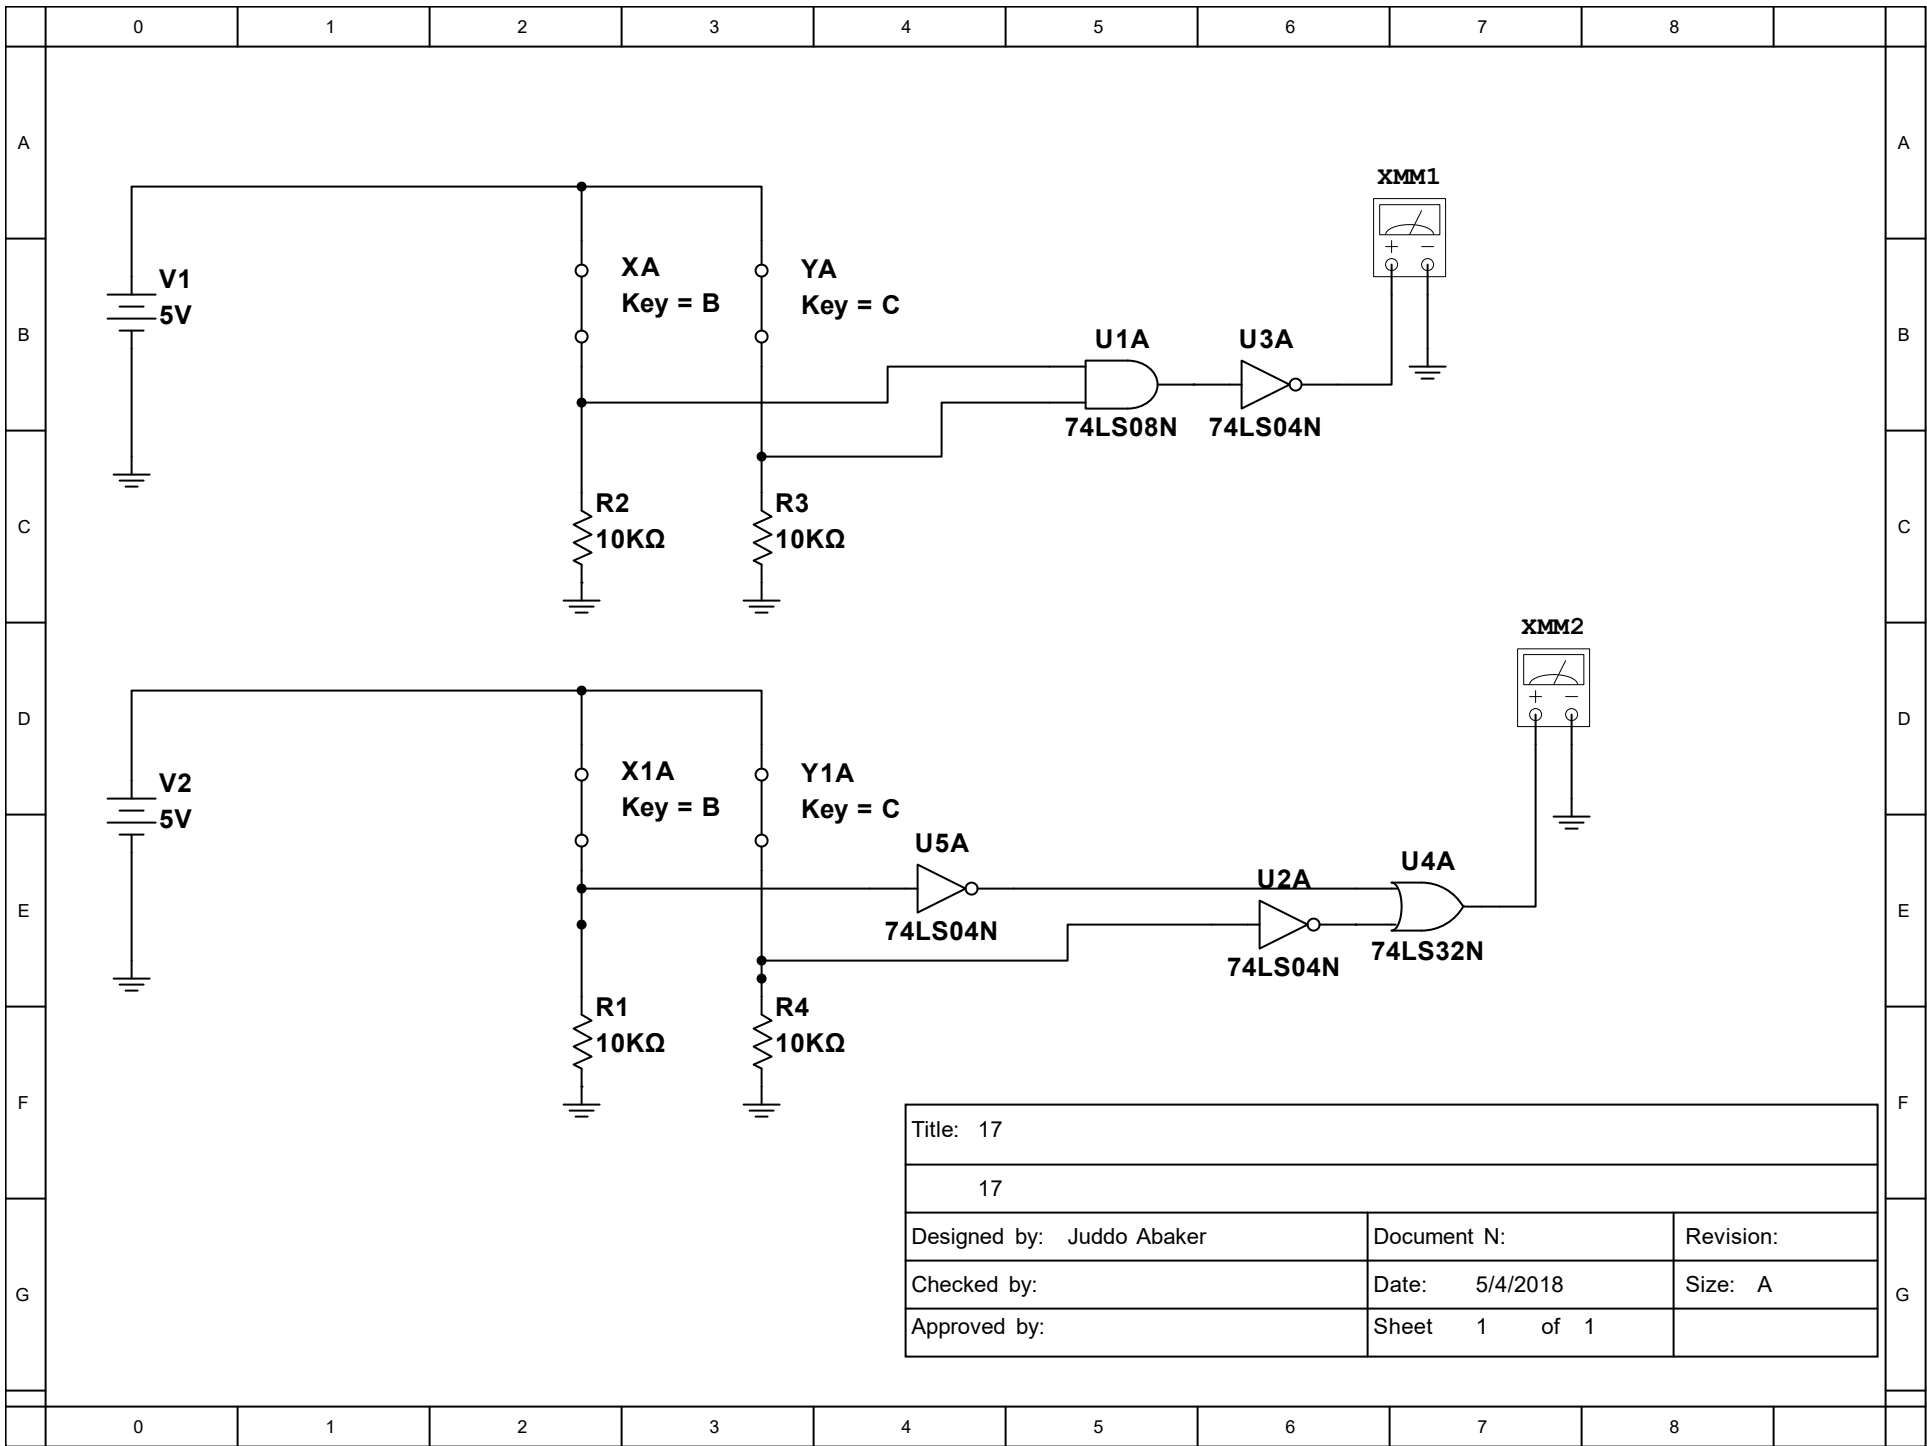 0 1 2 3 4 5 6 7 8
A A
XMM1
B B
V1
5V
XA
Key = B
YA
Key = C
+ −
U1A
U3A
74LS08N
74LS04N
C C
R2
10KΩ
R3
10KΩ
XMM2
D D
V2
5V
X1A
Key = B
Y1A
Key = C
+ −
U5A
U2A
U4A
E E
74LS04N
74LS04N
74LS32N
R1
10KΩ
R4
10KΩ
F F
Title: 17
17
Designed by: Juddo Abaker Document N: Revision:
Checked by: Date: 5/4/2018 Size: A
G G
Approved by: Sheet 1 of 1
0 1 2 3 4 5 6 7 8